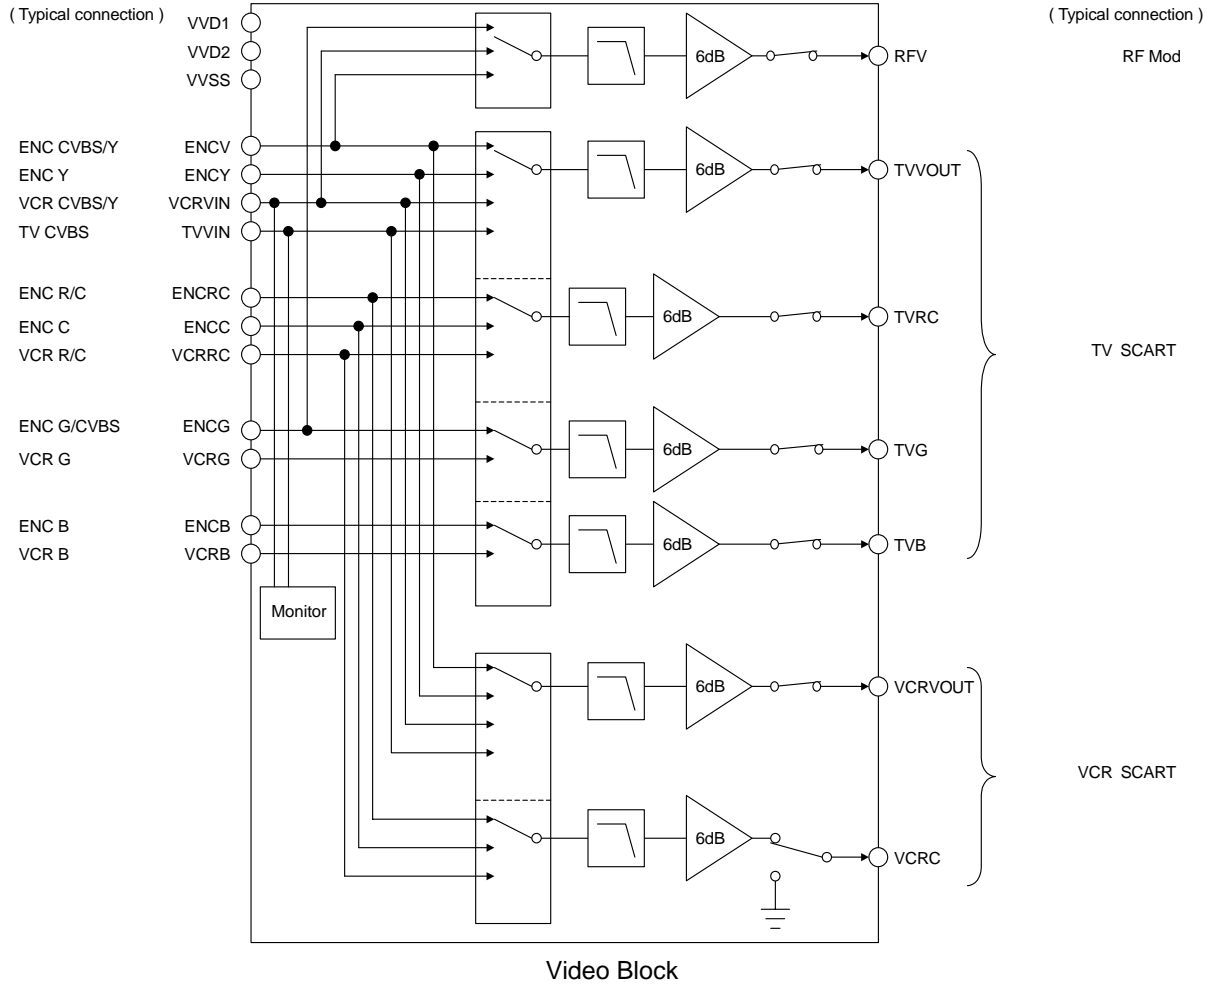 ( Typical connection )
( Typical connection )
VVD1
VVD2
VVSS
6dB
RFV
RF Mod
ENC CVBS/Y
ENCV
ENC Y
ENCY
VCR CVBS/Y
VCRVIN
TV CVBS
TVVIN
6dB
TVVOUT
ENC R/C
ENCRC
ENC C
ENCC
VCR R/C
VCRRC
6dB
TVRC
TV SCART
ENC G/CVBS
ENCG
VCR G
VCRG
6dB
TVG
ENC B
ENCB
VCR B
VCRB
6dB
TVB
Monitor
6dB
VCRVOUT
VCR SCART
6dB
VCRC
Video Block